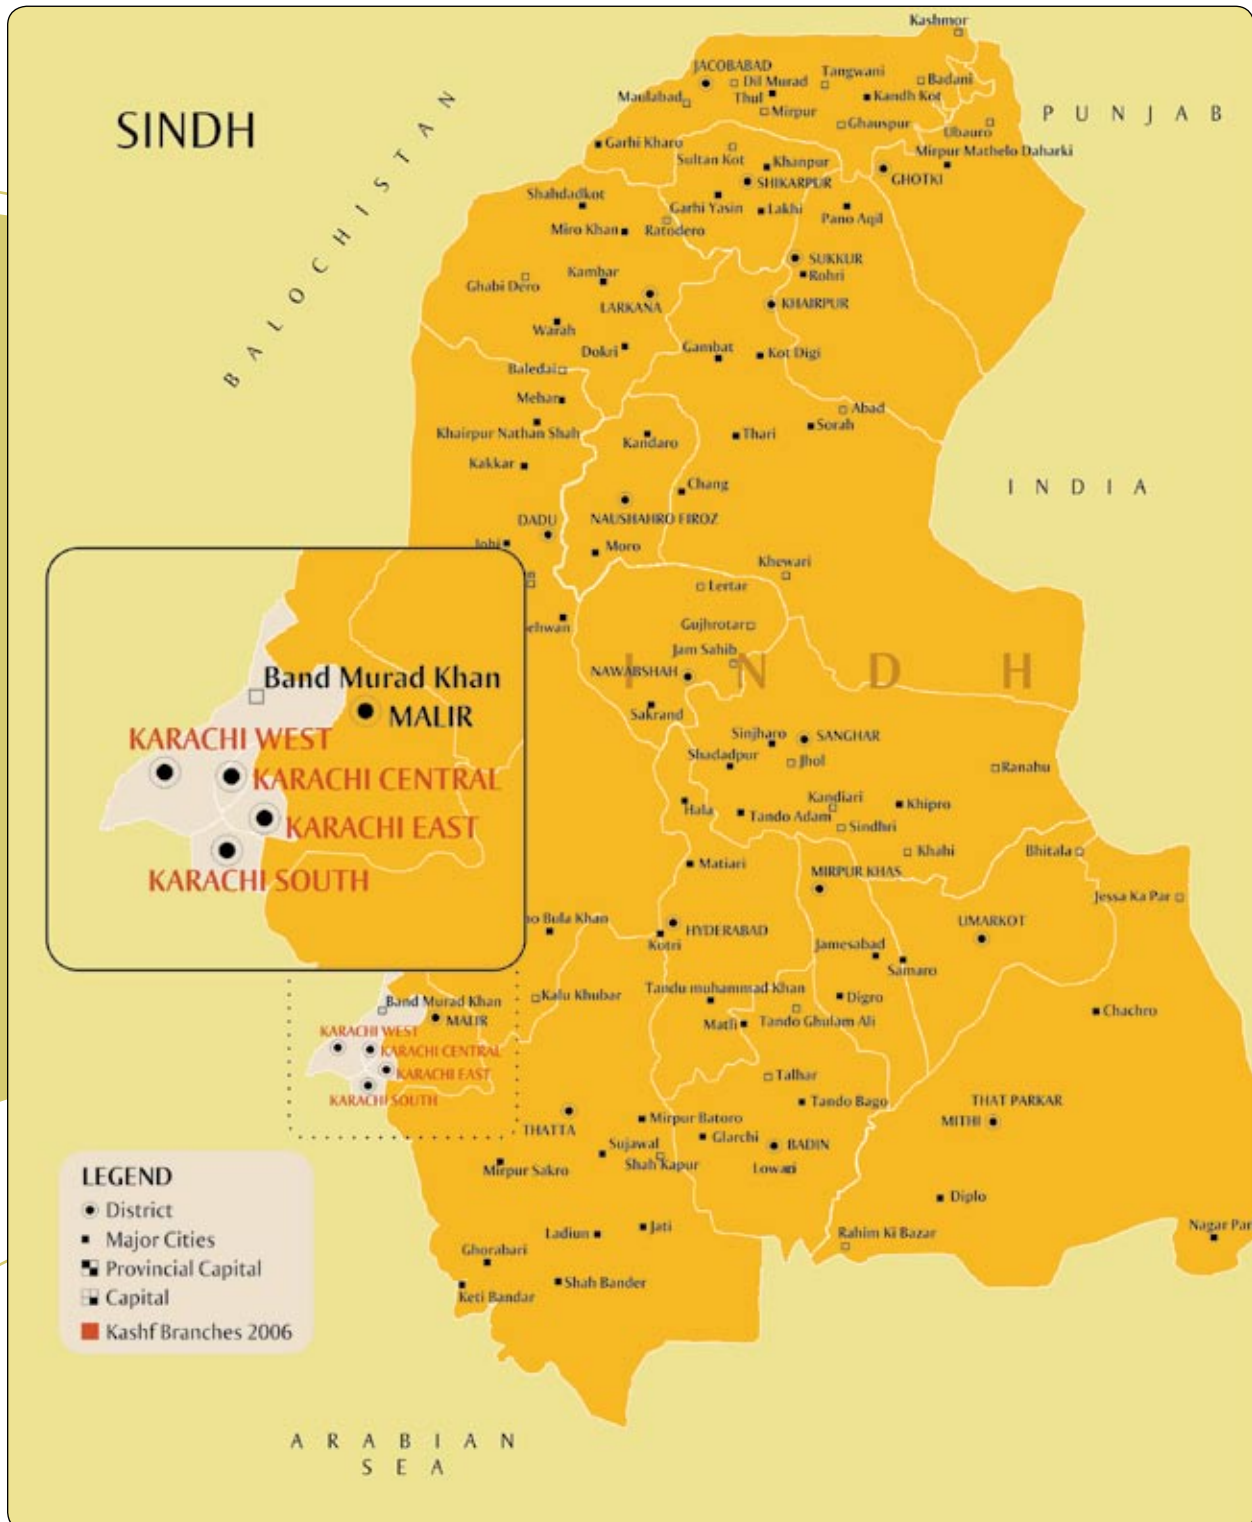 Kashmor
JACOBABAD
Dil Murad
Tangwani
Badani
Maulabad
Thul
Kandh Kot
Mirpur
Ghauspur
Ubauro
PUNJAB
SINDH
BALOCHISTAN
Garhi Kharo
Sultan Kot
Khanpur
Mirpur Mathelo Daharki
SHIKARPUR
GHOTKI
Shahdadkot
Garhi Yasin
Lakhi
Pano Aqil
Miro Khan
Ratodero
SUKKUR
Rohri
Kambar
Ghabi Dero
LARKANA
KHAIRPUR
Warah
Dokri
Gambat
Kot Digi
Baledai
Mehan
Abad
Sorah
Khairpur Nathan Shah
Kandaro
Thari
Kakkar
Chang
INDIA
DADU
NAUSHAHRO FIROZ
Johi
Moro
Khewari
Lertar
ehwan
Gujhrotar
Jam Sahib
NAWABSHAH
I N D H
Sakrand
Band Murad Khan
MALIR
KARACHI WEST
KARACHI CENTRAL
KARACHI EAST
KARACHI SOUTH
Sinjharo
SANGHAR
Shadadpur
Jhol
Ranahu
Hala
Kandiari
Khipro
Tando Adam
Sindhri
Khahi
Bhitala
Matiari
MIRPUR KHAS
Jessa Ka Par
no Bula Khan
UMARKOT
HYDERABAD
Kotri
Jamesabad
Samaro
Kalu Khubar
Tandu muhammad Khan
Digro
Matli
Tando Ghulam Ali
Chachro
Band Murad Khan
MALIR
KARACHI WEST
KARACHI CENTRAL
KARACHI EAST
KARACHI SOUTH
Talhar
Tando Bago
THAT PARKAR
MITHI
THATTA
Mirpur Batoro
Glarchi
BADIN
Sujawal
Shah Kapur
Lowari
Mirpur Sakro
Diplo
Ladiun
Jati
Rahim Ki Bazar
Nagar Par
Ghorabari
Shah Bander
Keti Bandar
LEGEND
District
Major Cities
Provincial Capital
Capital
Kashf Branches 2006
ARABIAN
SEA